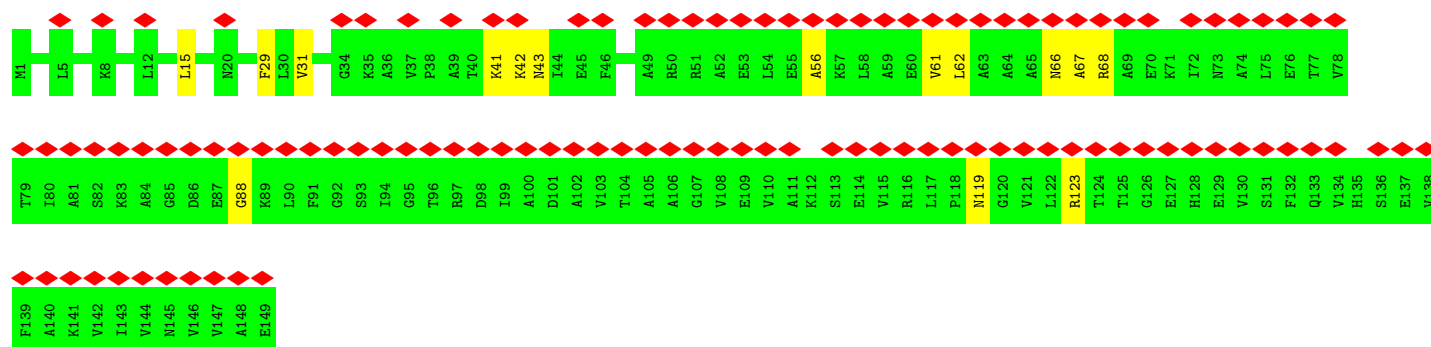 M1 L5 K8 L12 L15 N20 F29 L30 V31 G34 K35 A36 V37 P38 A39 T40 K41 K42 N43 I44 E45 F46 A49 R50 R51 A52 E53 L54 E55 A56 K57 L58 A59 E60 V61 L62 A63 A64 A65 N66 A67 R68 A69 E70 K71 I72 N73 A74 L75 E76 T77 V78
T79 I80 A81 S82 K83 A84 G85 D86 E87 G88 K89 L90 F91 G92 S93 I94 G95 T96 R97 D98 I99 A100 D101 A102 V103 T104 A105 A106 G107 V108 E109 V110 A111 K112 S113 E114 V115 R116 L117 P118 N119 G120 V121 L122 R123 T124 T125 G126 E127 H128 E129 V130 S131 F132 Q133 V134 H135 S136 E137 V138
F139 A140 K141 V142 I143 V144 N145 V146 V147 A148 E149